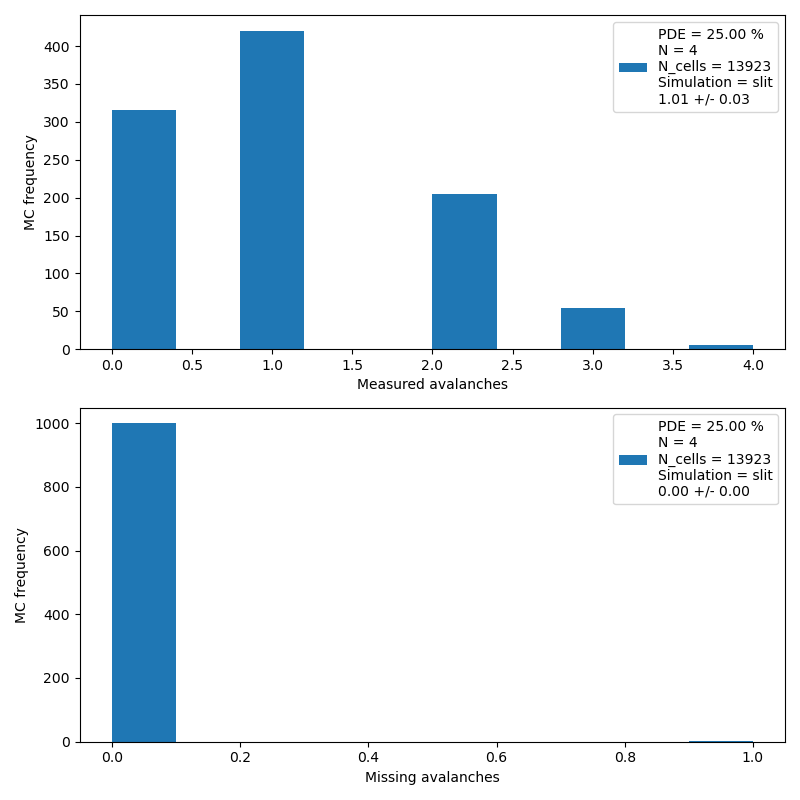 PDE = 25.00 %
N = 4
N_cells = 13923
Simulation = slit
1.01 +/- 0.03
MC frequency
400
350
300
250
200
150
100
50
0
0.0 0.5 1.0 1.5 2.0 2.5 3.0 3.5 4.0
Measured avalanches
PDE = 25.00 %
N = 4
N_cells = 13923
Simulation = slit
0.00 +/- 0.00
MC frequency
1000
800
600
400
200
0
0.0 0.2 0.4 0.6 0.8 1.0
Missing avalanches